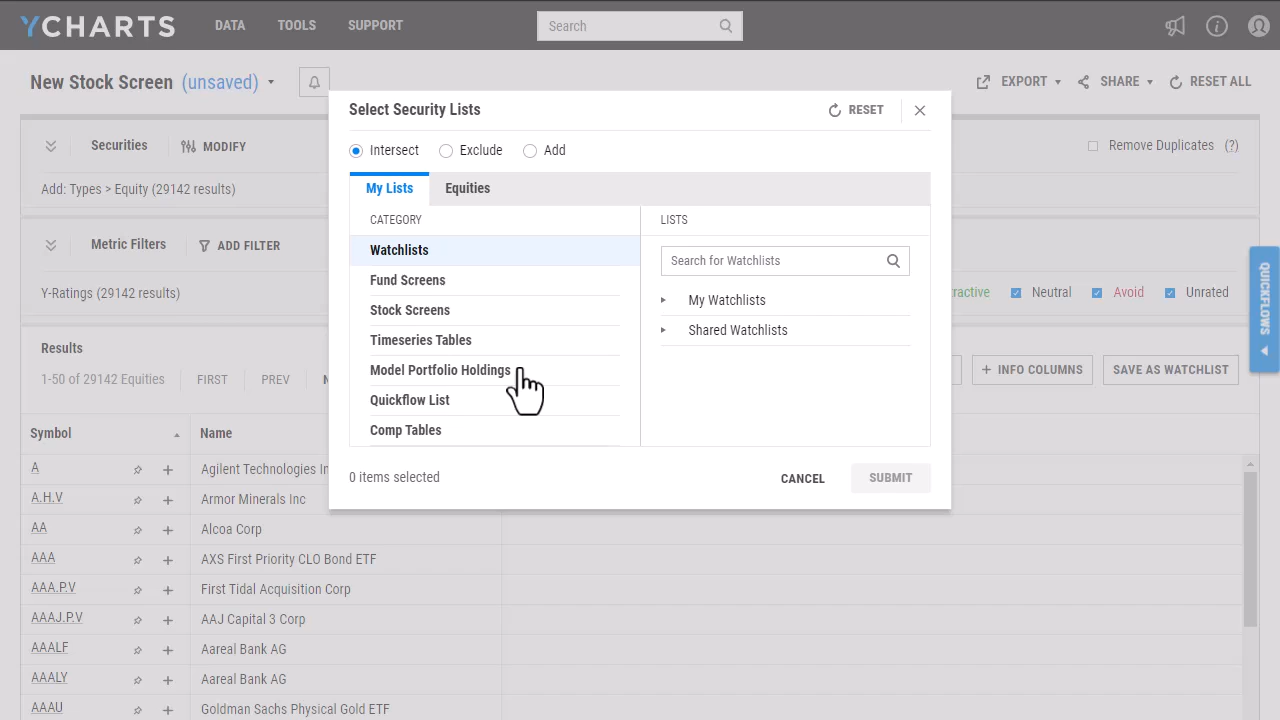 YCHARTS DATA TOOLS SUPPORT Search
New Stock Screen (unsaved) EXPORT SHARE RESET ALL
Select Security Lists RESET
Securities MODIFY Remove Duplicates (?)
Intersect Exclude Add
Add: Types > Equity (29142 results)
My Lists Equities
CATEGORY LISTS
Metric Filters ADD FILTER
Watchlists Search for Watchlists
Fund Screens
Y-Ratings (29142 results) Neutral Avoid Unrated
QUICKFLOWS
My Watchlists
Stock Screens
Shared Watchlists
Timeseries Tables
Results
Model Portfolio Holdings
1-50 of 29142 Equities FIRST PREV INFO COLUMNS SAVE AS WATCHLIST
Quickflow List
Comp Tables
Symbol Name
0 items selected CANCEL SUBMIT
A Agilent Technologies In
A.H.V Armor Minerals Inc
AA Alcoa Corp
AAA AXS First Priority CLO Bond ETF
AAA.P.V First Tidal Acquisition Corp
AAAJ.P.V AAJ Capital 3 Corp
AAALF Aareal Bank AG
AAALY Aareal Bank AG
AAAU Goldman Sachs Physical Gold ETF